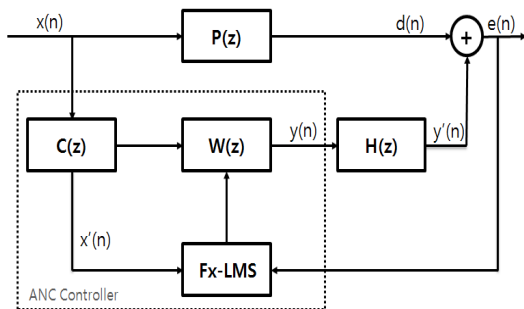 x(n)
P(z)
d(n)
+
e(n)
C(z)
W(z)
y(n)
H(z)
y’(n)
x’(n)
Fx-LMS
ANC Controller